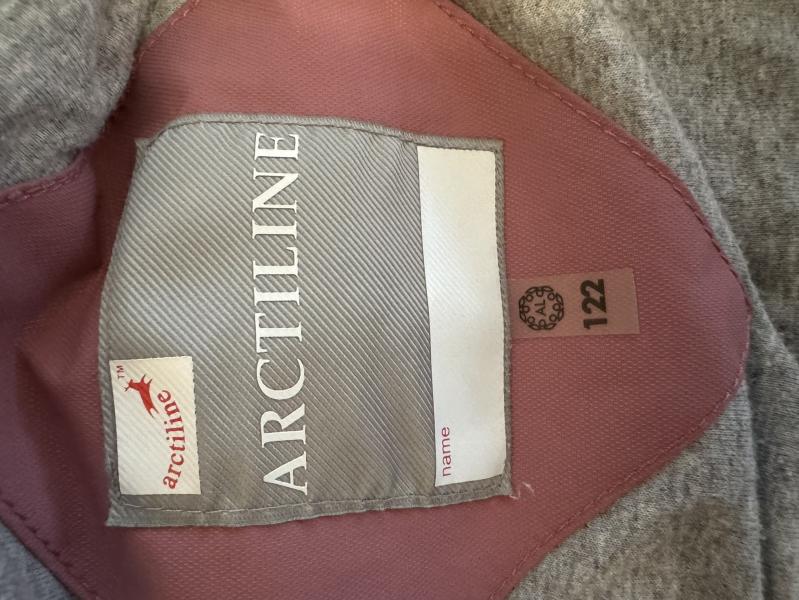 arctiline
TM
ARCTILINE
name
AL
122